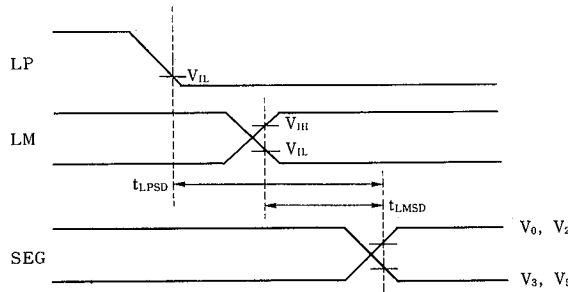 LP
V_IL
LM
V_IH
V_IL
t_LPSD
t_LMSD
SEG
V_0, V_2
V_3, V_5